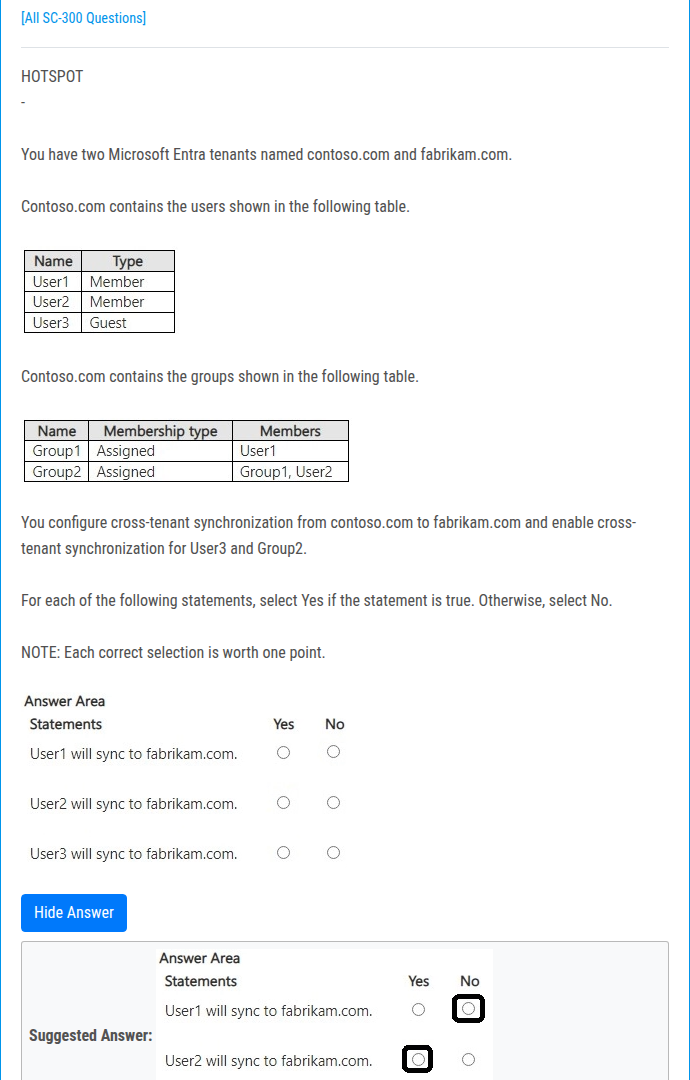 [All SC-300 Questions]
HOTSPOT
-
You have two Microsoft Entra tenants named contoso.com and fabrikam.com.
Contoso.com contains the users shown in the following table.
Name Type
User1 Member
User2 Member
User3 Guest
Contoso.com contains the groups shown in the following table.
Name Membership type Members
Group1 Assigned User1
Group2 Assigned Group1, User2
You configure cross-tenant synchronization from contoso.com to fabrikam.com and enable cross-
tenant synchronization for User3 and Group2.
For each of the following statements, select Yes if the statement is true. Otherwise, select No.
NOTE: Each correct selection is worth one point.
Answer Area
Statements Yes No
User1 will sync to fabrikam.com.
User2 will sync to fabrikam.com.
User3 will sync to fabrikam.com.
Hide Answer
Answer Area
Statements Yes No
User1 will sync to fabrikam.com.
Suggested Answer:
User2 will sync to fabrikam.com.